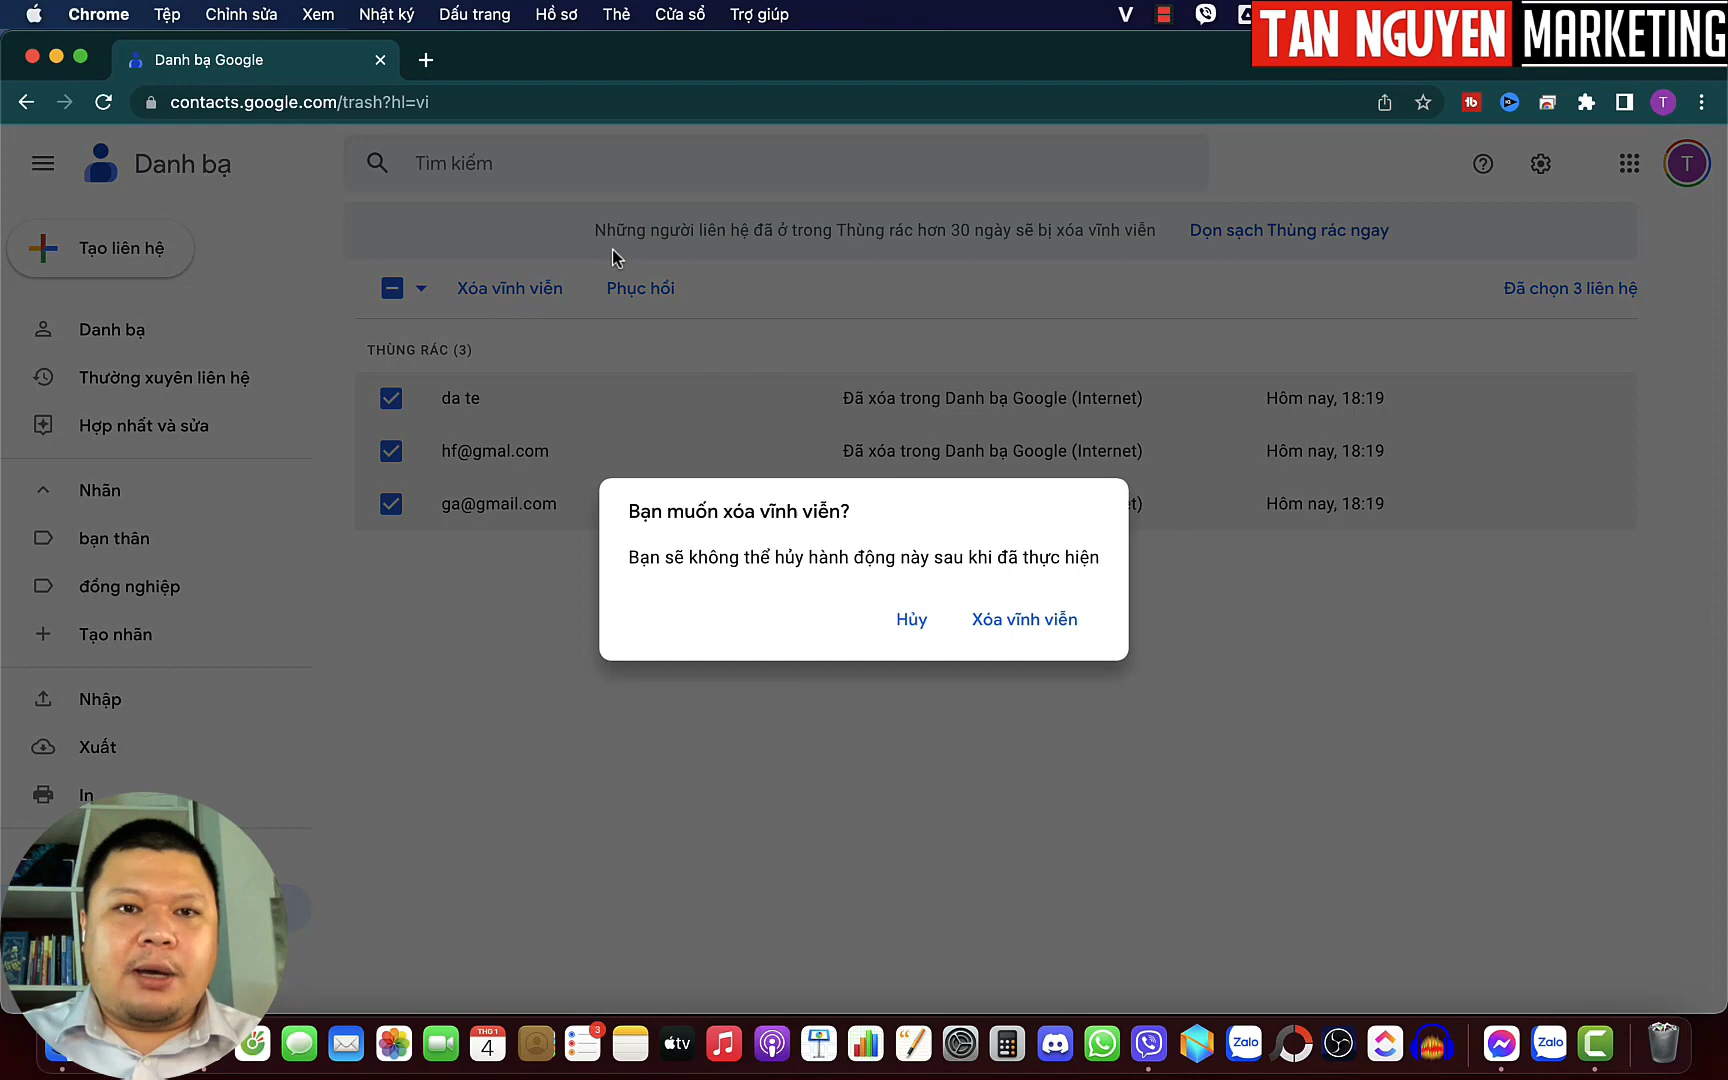 Chrome Tệp Chỉnh sửa Xem Nhật ký Dấu trang Hồ sơ Thẻ Cửa sổ Trợ giúp
TAN NGUYEN MARKETING
Danh bạ Google
contacts.google.com/trash?hl=vi
T
Danh bạ
Tìm kiếm
T
Tạo liên hệ
Những người liên hệ đã ở trong Thùng rác hơn 30 ngày sẽ bị xóa vĩnh viễn Dọn sạch Thùng rác ngay
Xóa vĩnh viễn Phục hồi Đã chọn 3 liên hệ
Danh bạ
Thường xuyên liên hệ
Hợp nhất và sửa
Nhãn
bạn thân
đồng nghiệp
Tạo nhãn
Nhập
Xuất
In
THÙNG RÁC (3)
da te Đã xóa trong Danh bạ Google (Internet) Hôm nay, 18:19
hf@gmal.com Đã xóa trong Danh bạ Google (Internet) Hôm nay, 18:19
ga@gmail.com Hôm nay, 18:19
Bạn muốn xóa vĩnh viễn?
Bạn sẽ không thể hủy hành động này sau khi đã thực hiện
Hủy Xóa vĩnh viễn
THG 1
4
3
tv
Zalo
Zalo